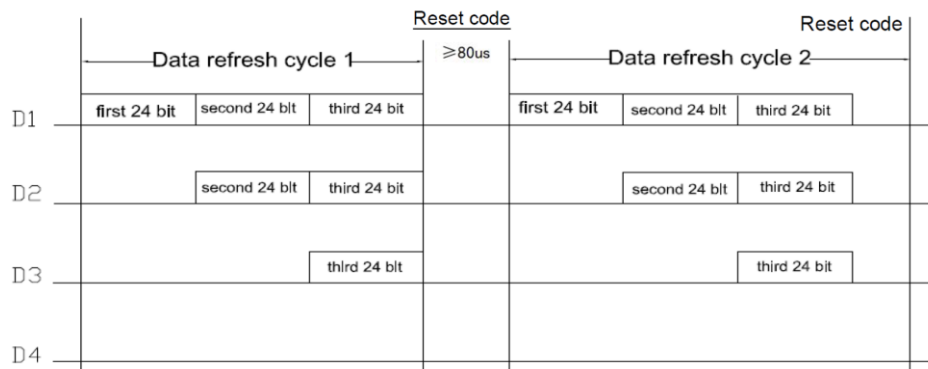 Reset code
Reset code
≥80us
Data refresh cycle 1
Data refresh cycle 2
D1 first 24 bit second 24 blt third 24 bit first 24 bit second 24 blt third 24 bit
D2 second 24 blt third 24 bit second 24 blt third 24 bit
D3 thIrd 24 blt third 24 bit
D4